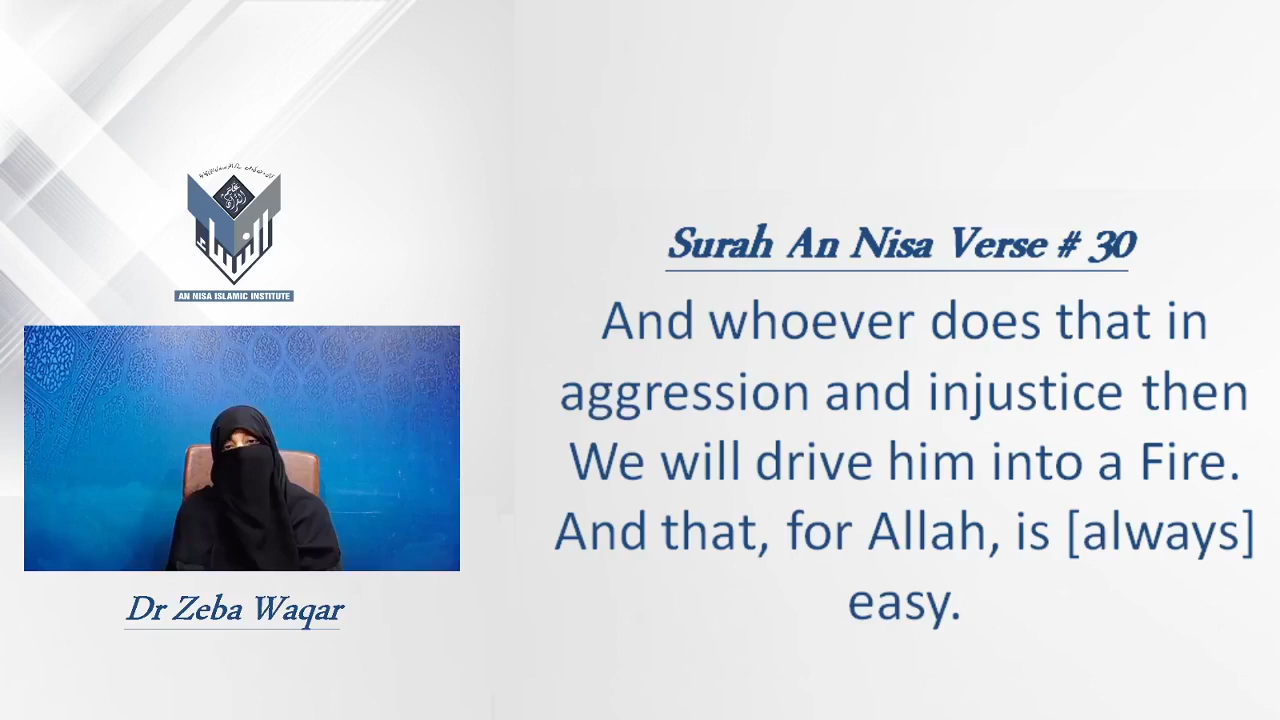 AN NISA ISLAMIC INSTITUTE
Dr Zeba Waqar
Surah An Nisa Verse # 30
And whoever does that in
aggression and injustice then
We will drive him into a Fire.
And that, for Allah, is [always]
easy.